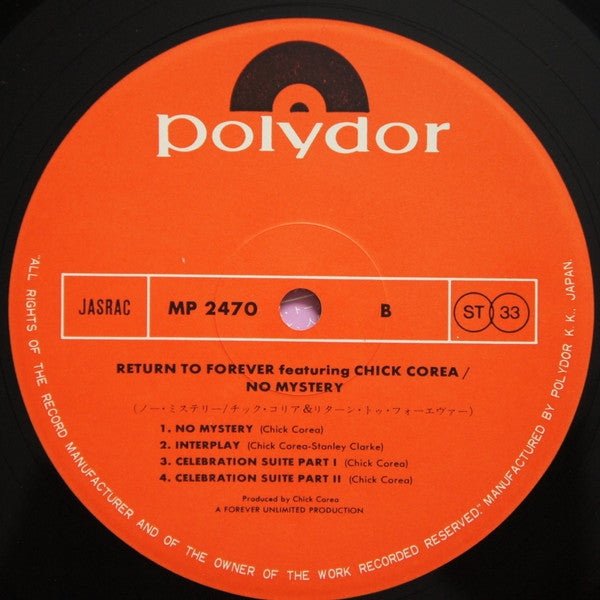 polydor
JASRAC
MP 2470
B
ST 33
RETURN TO FOREVER featuring CHICK COREA /
NO MYSTERY
(ノー・ミステリー/チック・コリア&リターン・トゥ・フォーエヴァー)
1. NO MYSTERY (Chick Corea)
2. INTERPLAY (Chick Corea-Stanley Clarke)
3. CELEBRATION SUITE PART I (Chick Corea)
4. CELEBRATION SUITE PART II (Chick Corea)
Produced by Chick Corea
A FOREVER UNLIMITED PRODUCTION
"ALL RIGHTS OF THE RECORD MANUFACTURER AND OF THE OWNER OF THE WORK RECORDED RESERVED." MANUFACTURED BY POLYDOR K.K., JAPAN.